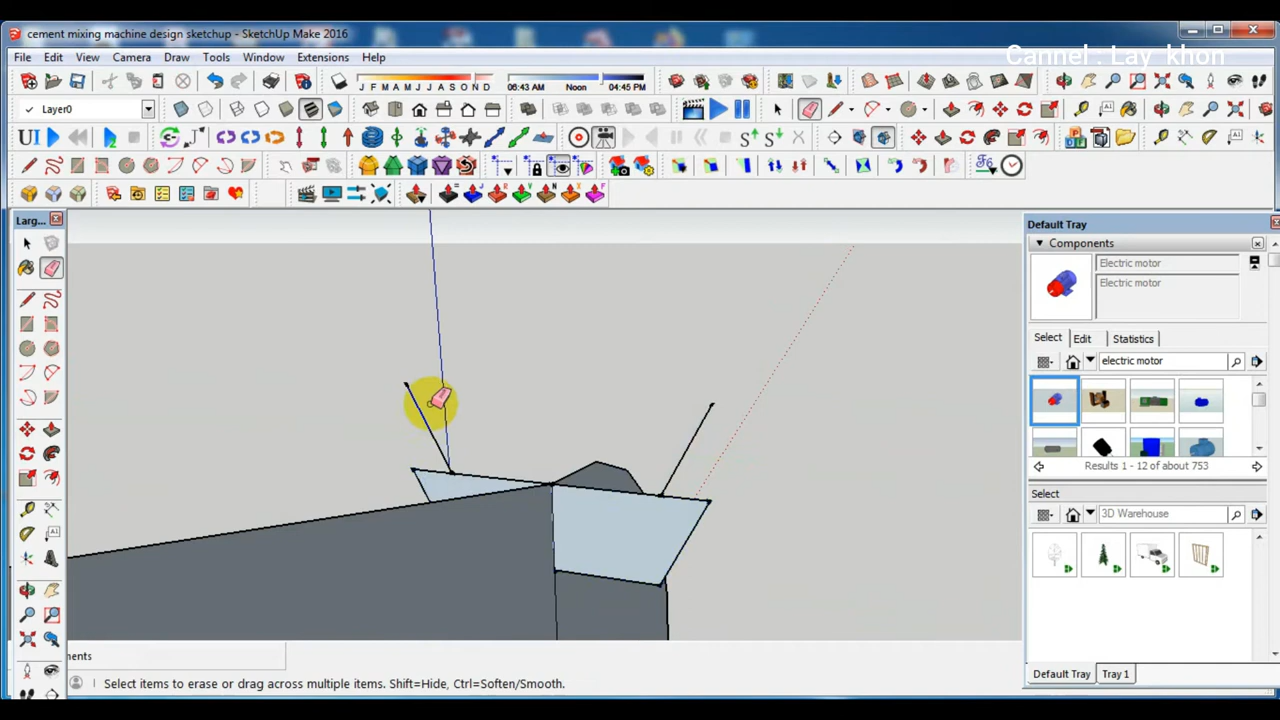 cement mixing machine design sketchup - SketchUp Make 2016
Cannel : Lay khon
File Edit View Camera Draw Tools Window Extensions Help
J F M A M J J A S O N D
06:43 AM Noon 04:45 PM
Layer0
UI
Larg...
Default Tray
Components
Electric motor
Electric motor
Select Edit Statistics
electric motor
Results 1 - 12 of about 753
Select
3D Warehouse
nents
Select items to erase or drag across multiple items. Shift=Hide, Ctrl=Soften/Smooth.
Default Tray Tray 1